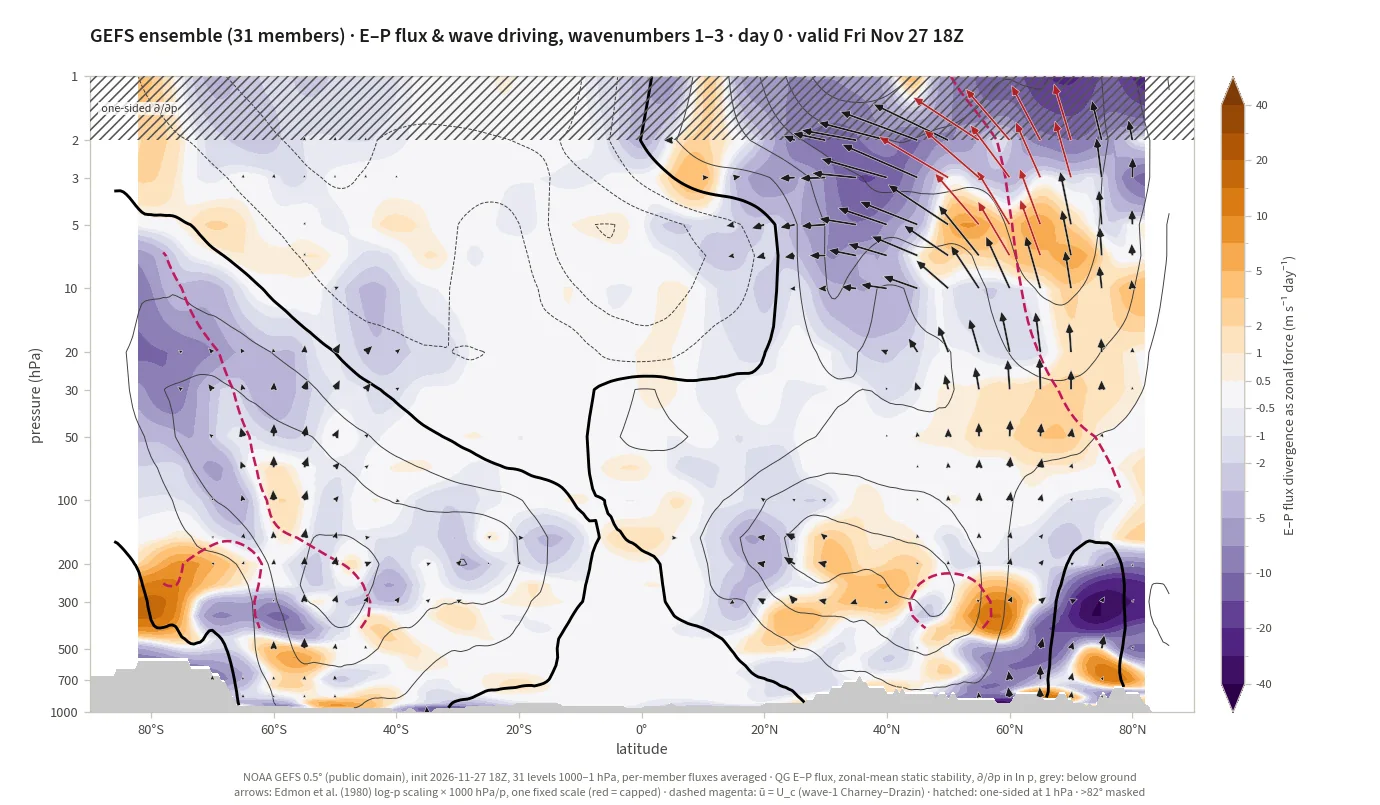 GEFS ensemble (31 members) · E–P flux & wave driving, wavenumbers 1–3 · day 0 · valid Fri Nov 27 18Z
one-sided ∂/∂p
pressure (hPa)
1
2
3
5
10
20
30
50
100
200
300
500
700
1000
80°S
60°S
40°S
20°S
0°
20°N
40°N
60°N
80°N
latitude
40
20
10
5
2
1
0.5
-0.5
-1
-2
-5
-10
-20
-40
E–P flux divergence as zonal force (m s⁻¹ day⁻¹)
NOAA GEFS 0.5° (public domain), init 2026-11-27 18Z, 31 levels 1000–1 hPa, per-member fluxes averaged · QG E–P flux, zonal-mean static stability, ∂/∂p in ln p, grey: below ground
arrows: Edmon et al. (1980) log-p scaling × 1000 hPa/p, one fixed scale (red = capped) · dashed magenta: ū = U_c (wave-1 Charney–Drazin) · hatched: one-sided at 1 hPa · >82° masked